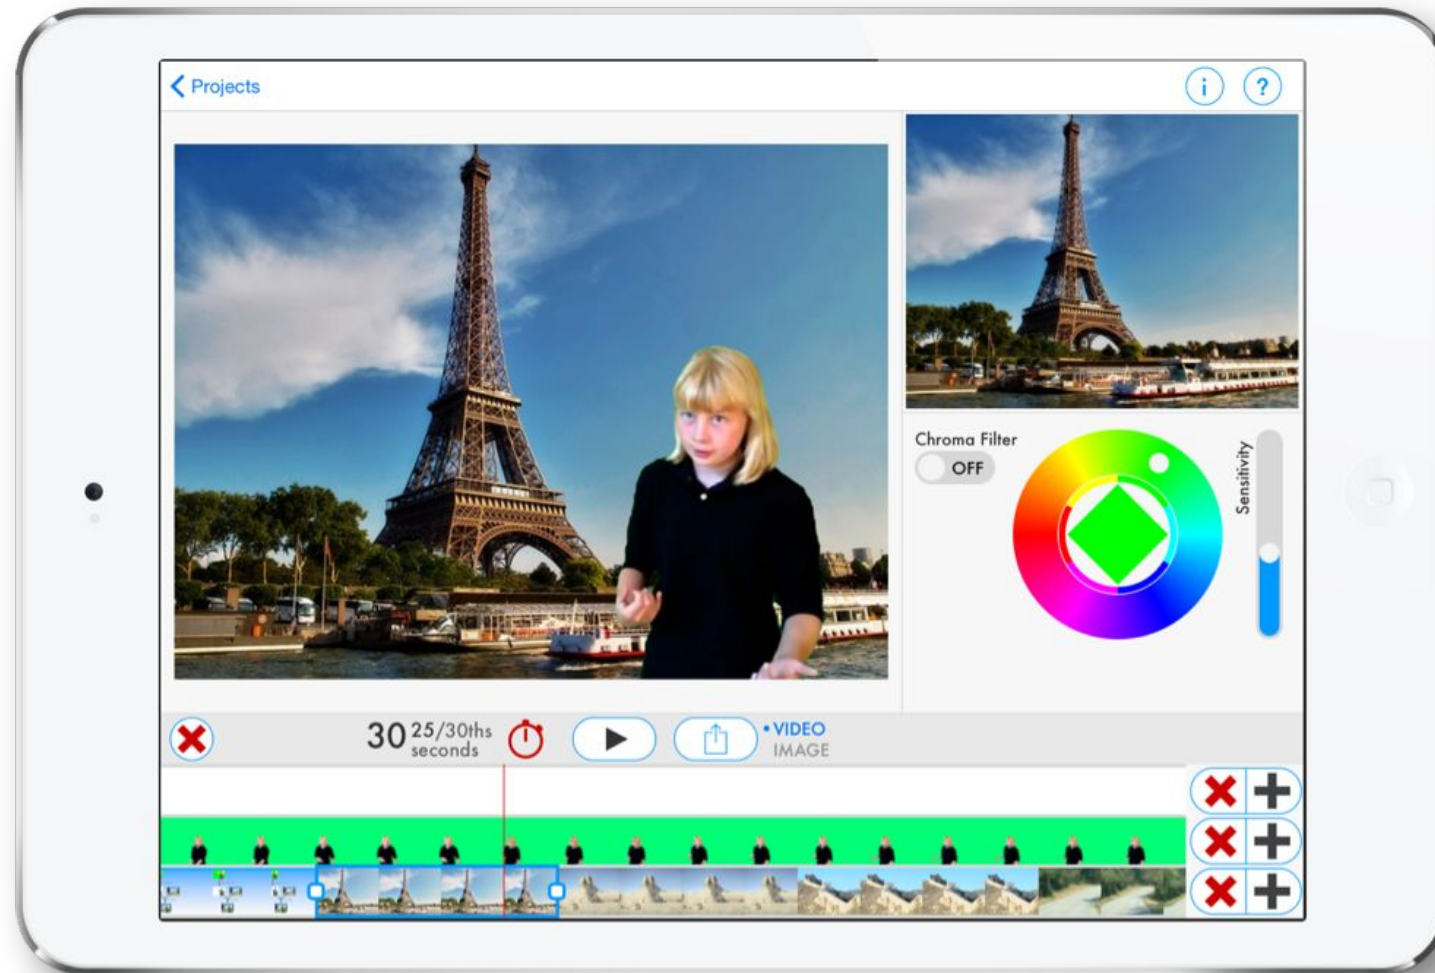 Projects
i ?
Chroma Filter
OFF
Sensitivity
30 25/30ths seconds
• VIDEO
IMAGE